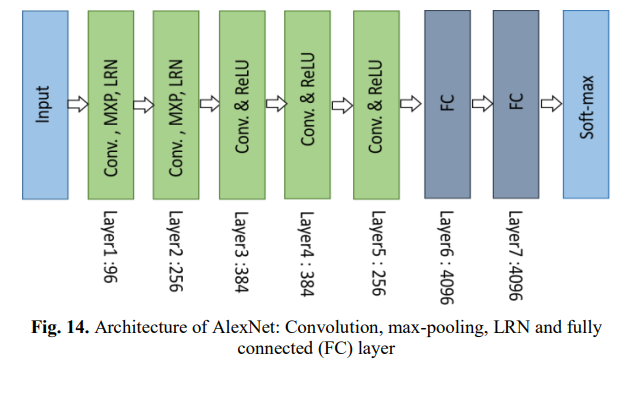 Input
Conv. , MXP, LRN
Conv. , MXP, LRN
Conv. & ReLU
Conv. & ReLU
Conv. & ReLU
FC
FC
Soft-max
Layer1 :96
Layer2 :256
Layer3 :384
Layer4 : 384
Layer5 : 256
Layer6 : 4096
Layer7 :4096
Fig. 14. Architecture of AlexNet: Convolution, max-pooling, LRN and fully
connected (FC) layer